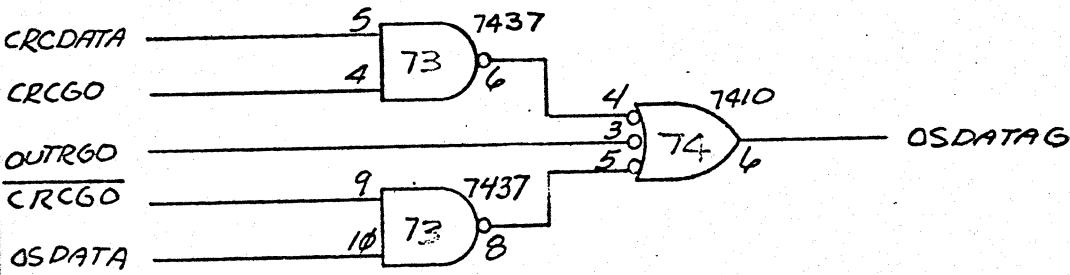 CRCDATA
5
7437
73
4
6
CRCGO
4
7410
3
74
OSDATAG
OUTRGO
5
6
CRCGO
9
7437
73
10
8
OSDATA